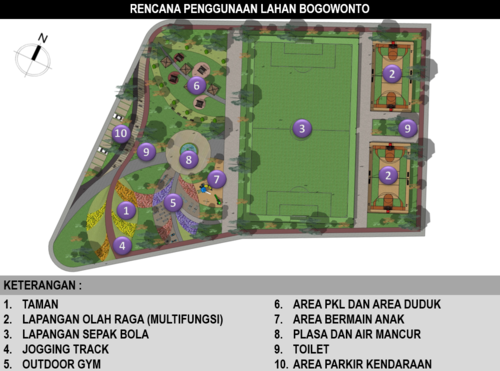 RENCANA PENGGUNAAN LAHAN BOGOWONTO
N
2
6
10
3
9
9
8
7
2
5
1
4
KETERANGAN :
1. TAMAN
2. LAPANGAN OLAH RAGA (MULTIFUNGSI)
3. LAPANGAN SEPAK BOLA
4. JOGGING TRACK
5. OUTDOOR GYM
6. AREA PKL DAN AREA DUDUK
7. AREA BERMAIN ANAK
8. PLASA DAN AIR MANCUR
9. TOILET
10. AREA PARKIR KENDARAAN